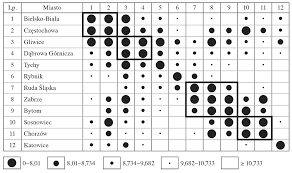 Lp. Miasto 1 2 3 4 5 6 7 8 9 10 11 12
1 Bielsko-Biała
2 Częstochowa
3 Gliwice
4 Dąbrowa Górnicza
5 Tychy
6 Rybnik
7 Ruda Śląska
8 Zabrze
9 Bytom
10 Sosnowiec
11 Chorzów
12 Katowice
0–8,01 8,01–8,734 8,734–9,682 9,682–10,733 ≥ 10,733